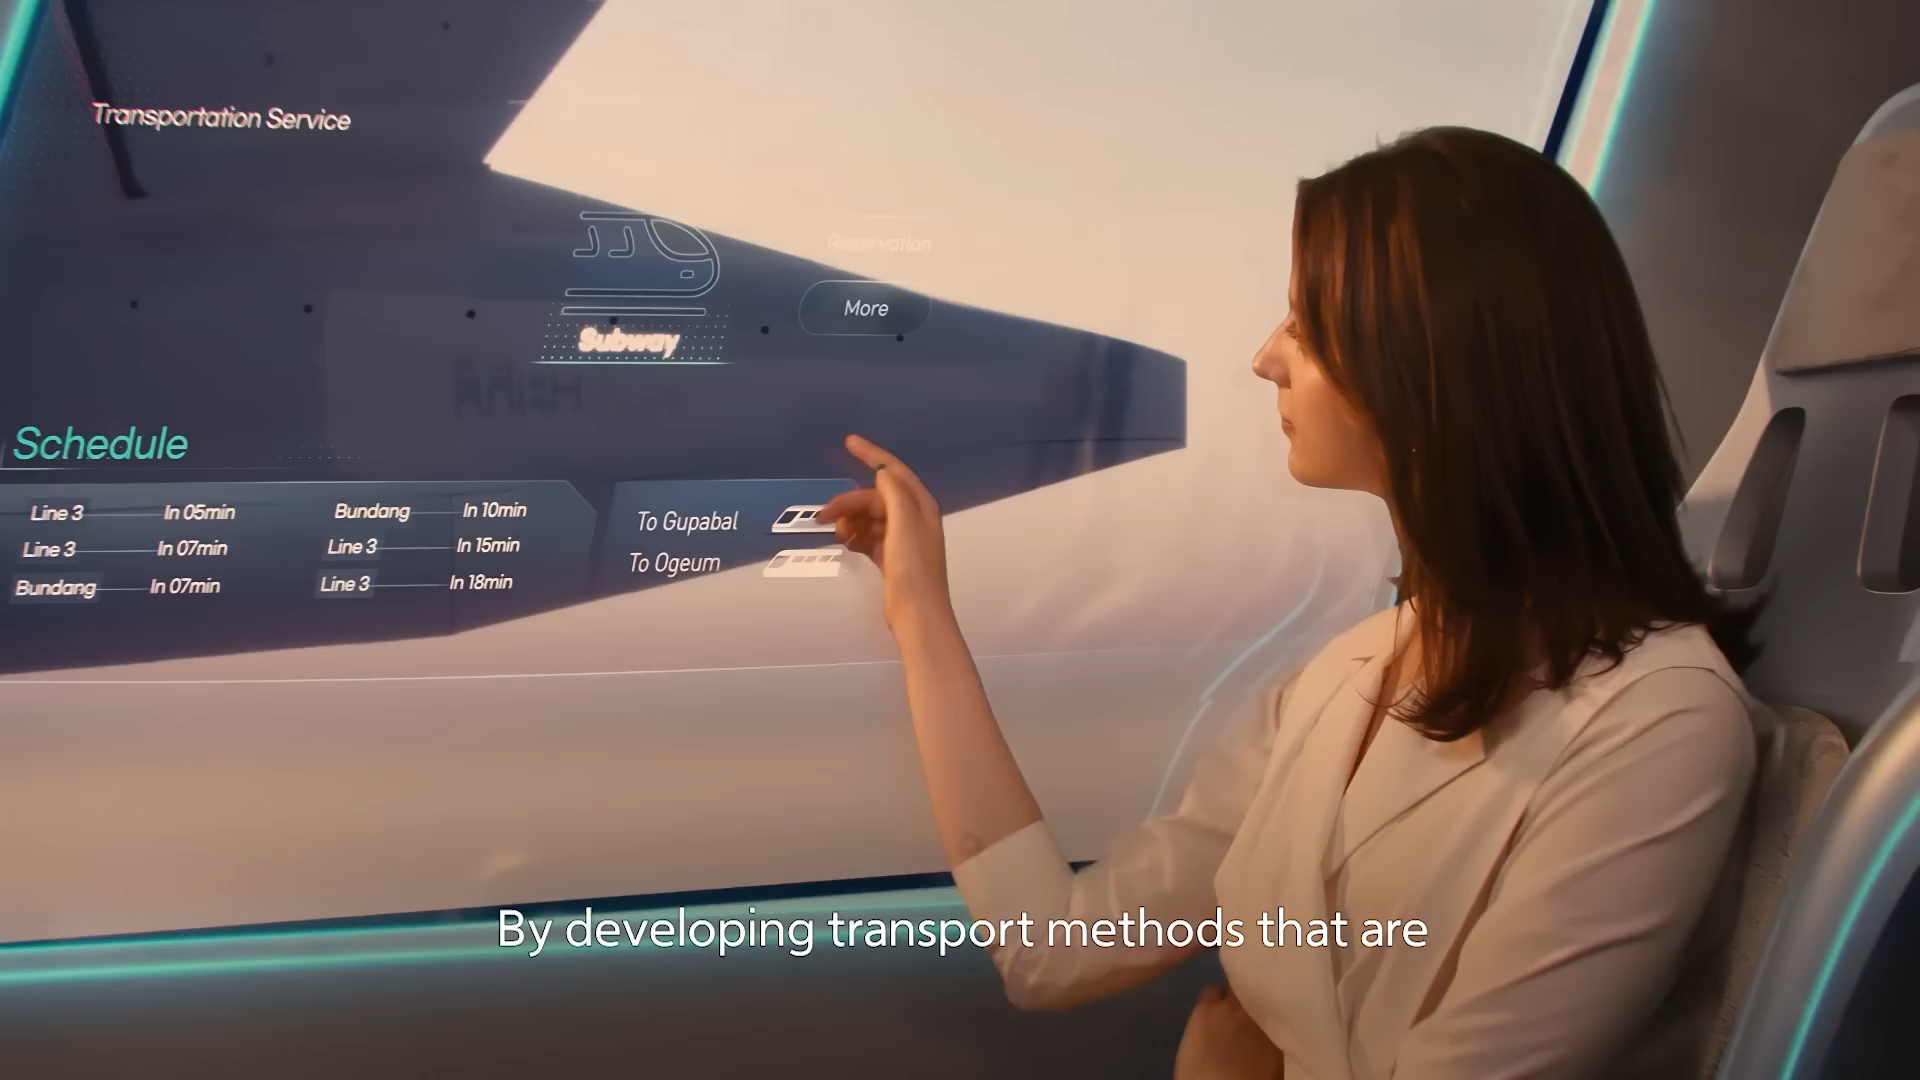 Transportation Service
Reservation
More
Subway
Schedule
Line 3 In 05min Bundang In 10min
Line 3 In 07min Line 3 In 15min
Bundang In 07min Line 3 In 18min
To Gupabal
To Ogeum
By developing transport methods that are